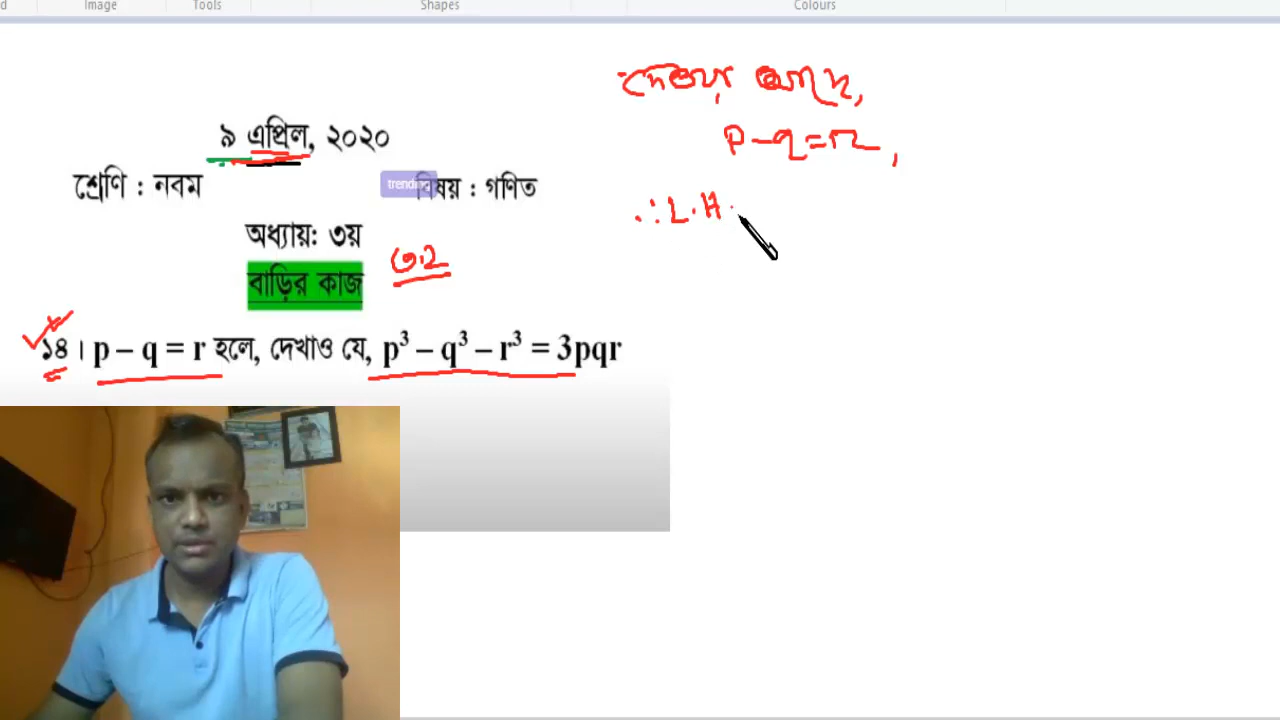 Image
Tools
Shapes
Colours
৯ এপ্রিল, ২০২০
শ্রেণি : নবম
trending
বিষয় : গণিত
অধ্যায়: ৩য়
৩.2
বাড়ির কাজ
১৪। p – q = r হলে, দেখাও যে, p³ – q³ – r³ = 3pqr
দেওয়া আছে,
p – q = r,
∴ L.H.